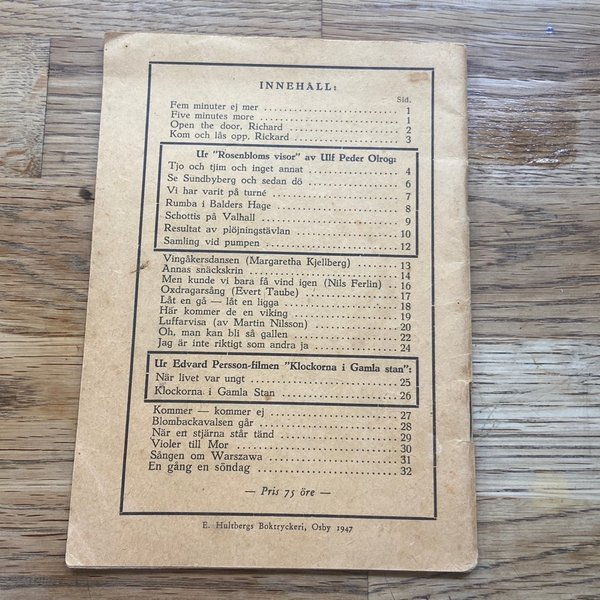 INNEHÅLL:
Sid.
Fem minuter ej mer 1
Five minutes more 1
Open the door, Richard 2
Kom och lås opp, Rickard 3
Ur "Rosenbloms visor" av Ulf Peder Olrog:
Tjo och tjim och inget annat 4
Se Sundbyberg och sedan dö 6
Vi har varit på turné 7
Rumba i Balders Hage 8
Schottis på Valhall 9
Resultat av plöjningstävlan 10
Samling vid pumpen 12
Vingåkersdansen (Margaretha Kjellberg) 13
Annas snäckskrin 14
Men kunde vi bara få vind igen (Nils Ferlin) 16
Oxdragarsång (Evert Taube) 17
Låt en gå — låt en ligga 18
Här kommer de en viking 19
Luffarvisa (av Martin Nilsson) 20
Oh, man kan bli så gallen 22
Jag är inte riktigt som andra ja 24
Ur Edvard Persson-filmen "Klockorna i Gamla stan":
När livet var ungt 25
Klockorna i Gamla Stan 26
Kommer — kommer ej 27
Blombackavalsen går 28
När en stjärna står tänd 29
Violer till Mor 30
Sången om Warszawa 31
En gång en söndag 32
— Pris 75 öre —
E. Hultbergs Boktryckeri, Osby 1947